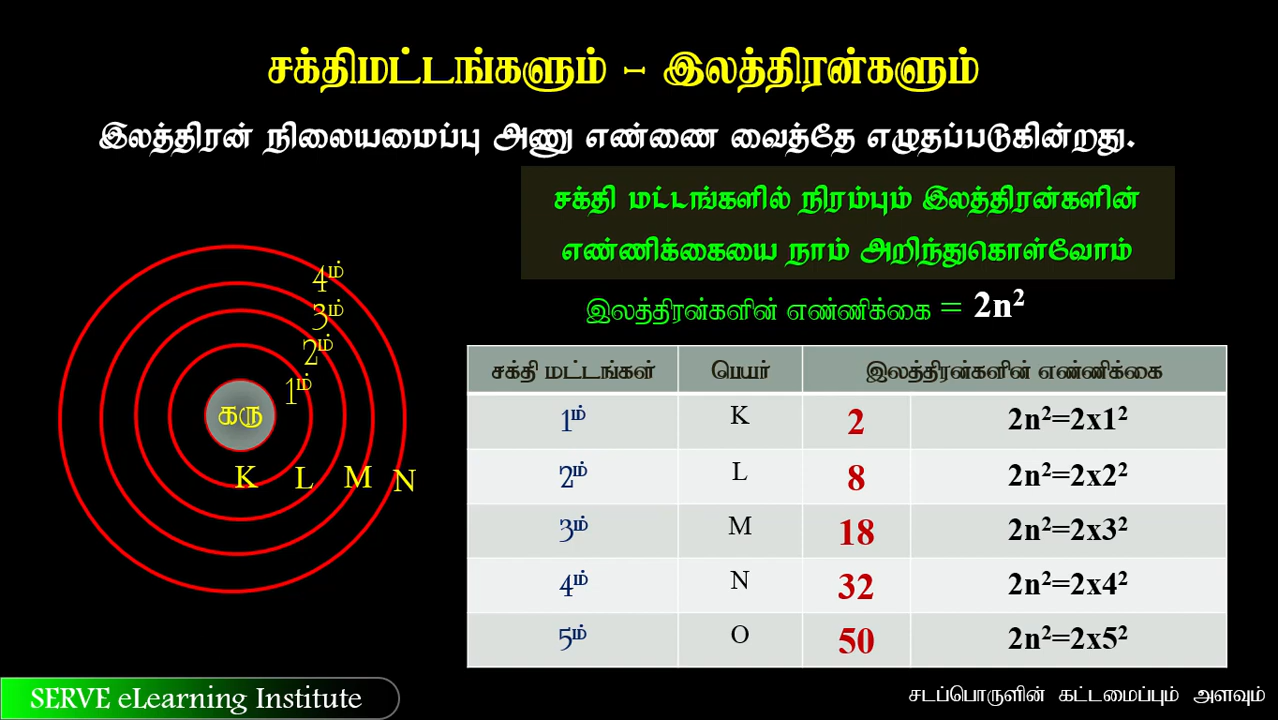 சக்திமட்டங்களும் - இலத்திரன்களும்
இலத்திரன் நிலையமைப்பு அணு எண்ணை வைத்தே எழுதப்படுகின்றது.
சக்தி மட்டங்களில் நிரம்பும் இலத்திரன்களின்
எண்ணிக்கையை நாம் அறிந்துகொள்வோம்
இலத்திரன்களின் எண்ணிக்கை = 2n²
4ம்
3ம்
2ம்
1ம்
கரு
K L M N
சக்தி மட்டங்கள் பெயர் இலத்திரன்களின் எண்ணிக்கை
1ம் K 2 2n²=2x1²
2ம் L 8 2n²=2x2²
3ம் M 18 2n²=2x3²
4ம் N 32 2n²=2x4²
5ம் O 50 2n²=2x5²
SERVE eLearning Institute
சடப்பொருளின் கட்டமைப்பும் அளவும்